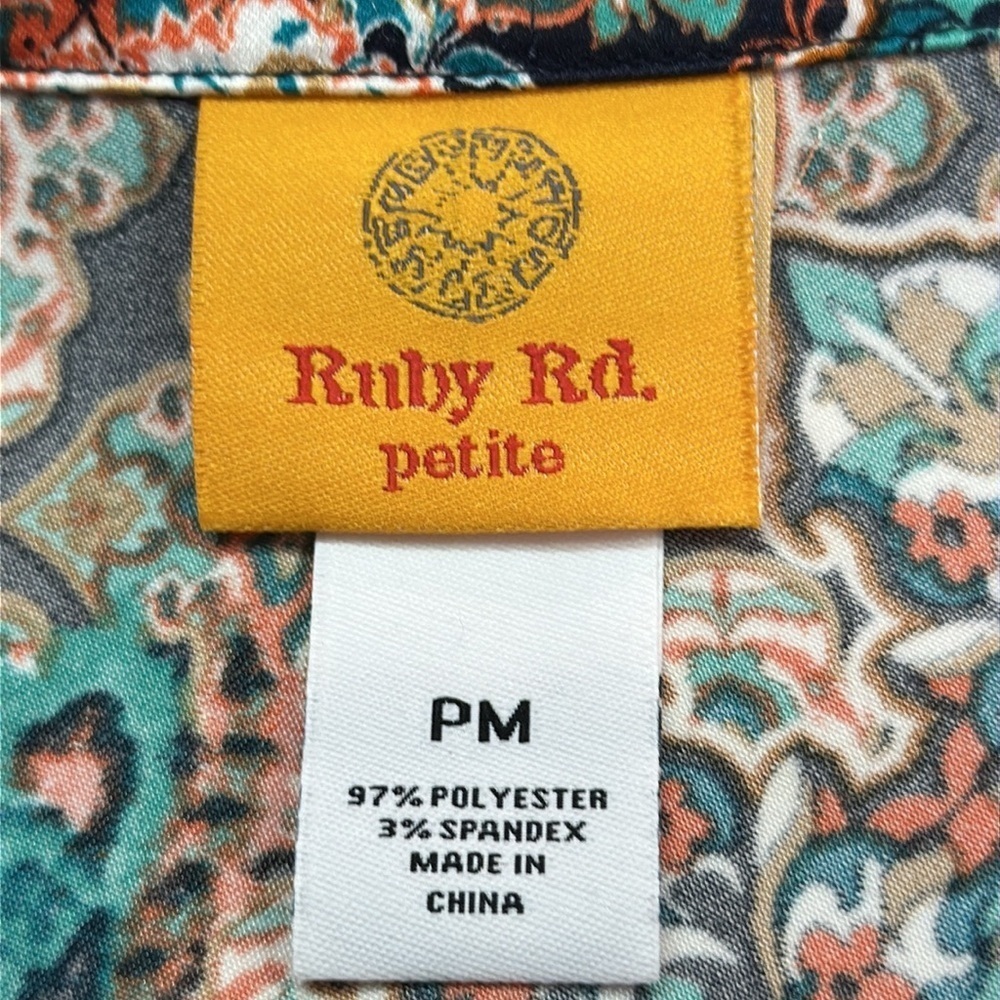 Ruby Rd.
petite
PM
97% POLYESTER
3% SPANDEX
MADE IN
CHINA